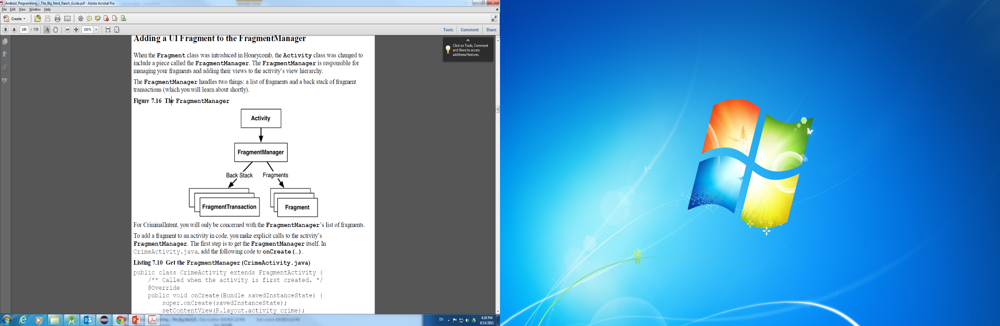 Android_Programming_-_The_Big_Nerd_Ranch_Guide.pdf - Adobe Acrobat Pro
File Edit View Window Help
Create
180 / 739 100% Tools Comment Share
Click on Tools, Comment
and Share to access
additional features.
Adding a UI Fragment to the FragmentManager
When the Fragment class was introduced in Honeycomb, the Activity class was changed to
include a piece called the FragmentManager. The FragmentManager is responsible for
managing your fragments and adding their views to the activity’s view hierarchy.
The FragmentManager handles two things: a list of fragments and a back stack of fragment
transactions (which you will learn about shortly).
Figure 7.16 The FragmentManager
Activity
FragmentManager
Back Stack Fragments
FragmentTransaction Fragment
For CriminalIntent, you will only be concerned with the FragmentManager’s list of fragments.
To add a fragment to an activity in code, you make explicit calls to the activity’s
FragmentManager. The first step is to get the FragmentManager itself. In
CrimeActivity.java, add the following code to onCreate(…).
Listing 7.10 Get the FragmentManager (CrimeActivity.java)
public class CrimeActivity extends FragmentActivity {
/** Called when the activity is first created. */
@Override
public void onCreate(Bundle savedInstanceState) {
super.onCreate(savedInstanceState);
setContentView(R.layout.activity_crime);
EN 4:28 PM
8/14/2015